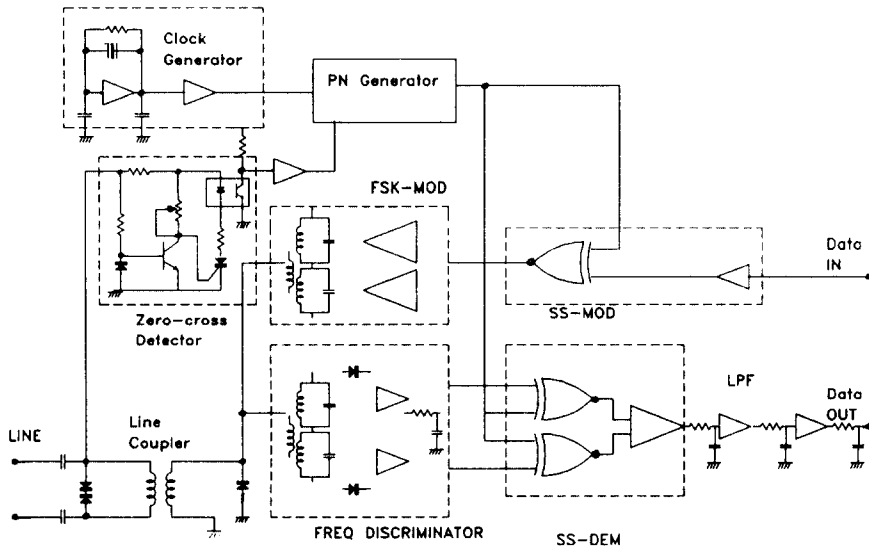 Clock
Generator
PN Generator
FSK-MOD
Data
IN
SS-MOD
Zero-cross
Detector
LPF
Data
OUT
Line
Coupler
LINE
FREQ DISCRIMINATOR
SS-DEM